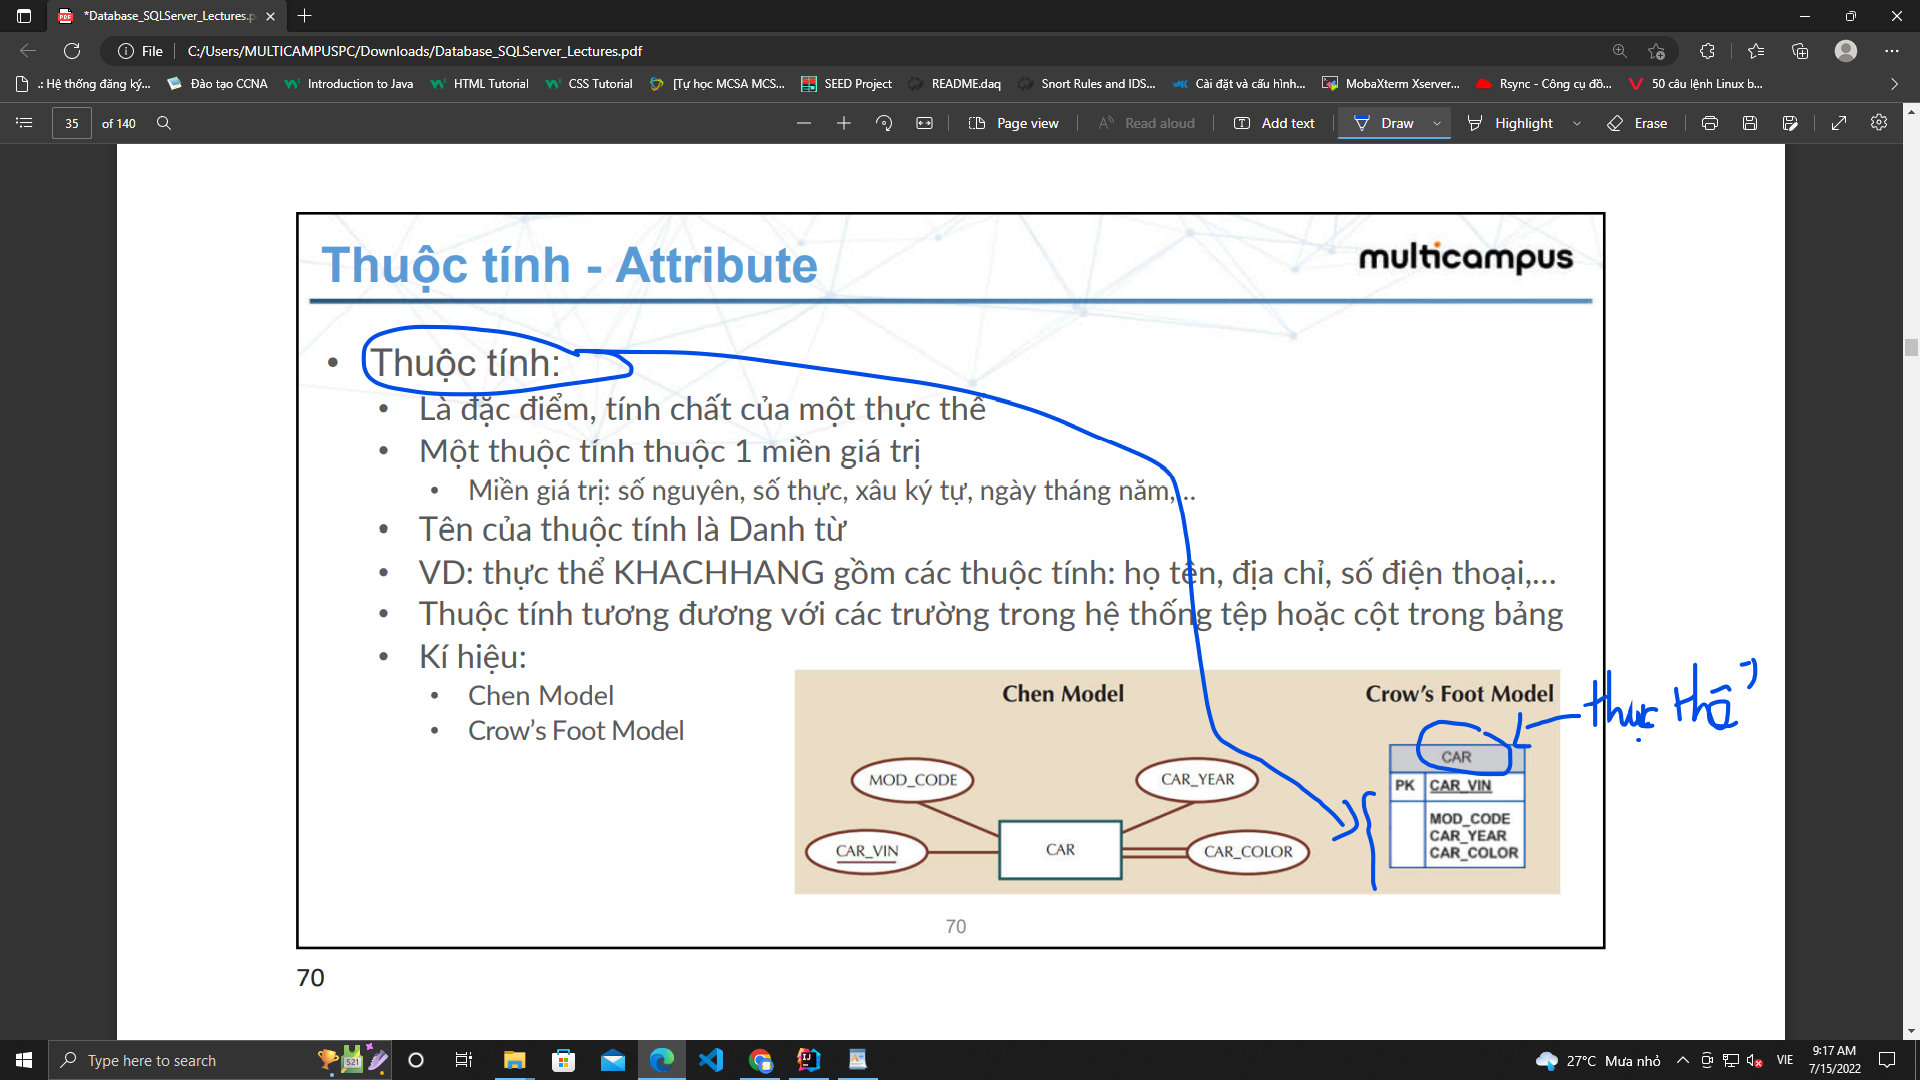 *Database_SQLServer_Lectures.p
File
C:/Users/MULTICAMPUSPC/Downloads/Database_SQLServer_Lectures.pdf
.: Hệ thống đăng ký...
Đào tạo CCNA
Introduction to Java
HTML Tutorial
CSS Tutorial
[Tự học MCSA MCS...
SEED Project
README.daq
Snort Rules and IDS...
Cài đặt và cấu hình...
MobaXterm Xserver...
Rsync - Công cụ đồ...
50 câu lệnh Linux b...
35 of 140
Page view
Read aloud
Add text
Draw
Highlight
Erase
Thuộc tính - Attribute
multicampus
• Thuộc tính:
• Là đặc điểm, tính chất của một thực thể
• Một thuộc tính thuộc 1 miền giá trị
• Miền giá trị: số nguyên, số thực, xâu ký tự, ngày tháng năm,...
• Tên của thuộc tính là Danh từ
• VD: thực thể KHACHHANG gồm các thuộc tính: họ tên, địa chỉ, số điện thoại,...
• Thuộc tính tương đương với các trường trong hệ thống tệp hoặc cột trong bảng
• Kí hiệu:
• Chen Model
• Crow's Foot Model
Chen Model
MOD_CODE
CAR_YEAR
CAR_VIN
CAR
CAR_COLOR
Crow's Foot Model
thực thể
CAR
PK CAR_VIN
MOD_CODE
CAR_YEAR
CAR_COLOR
70
70
Type here to search
521
27°C Mưa nhỏ
VIE
9:17 AM
7/15/2022